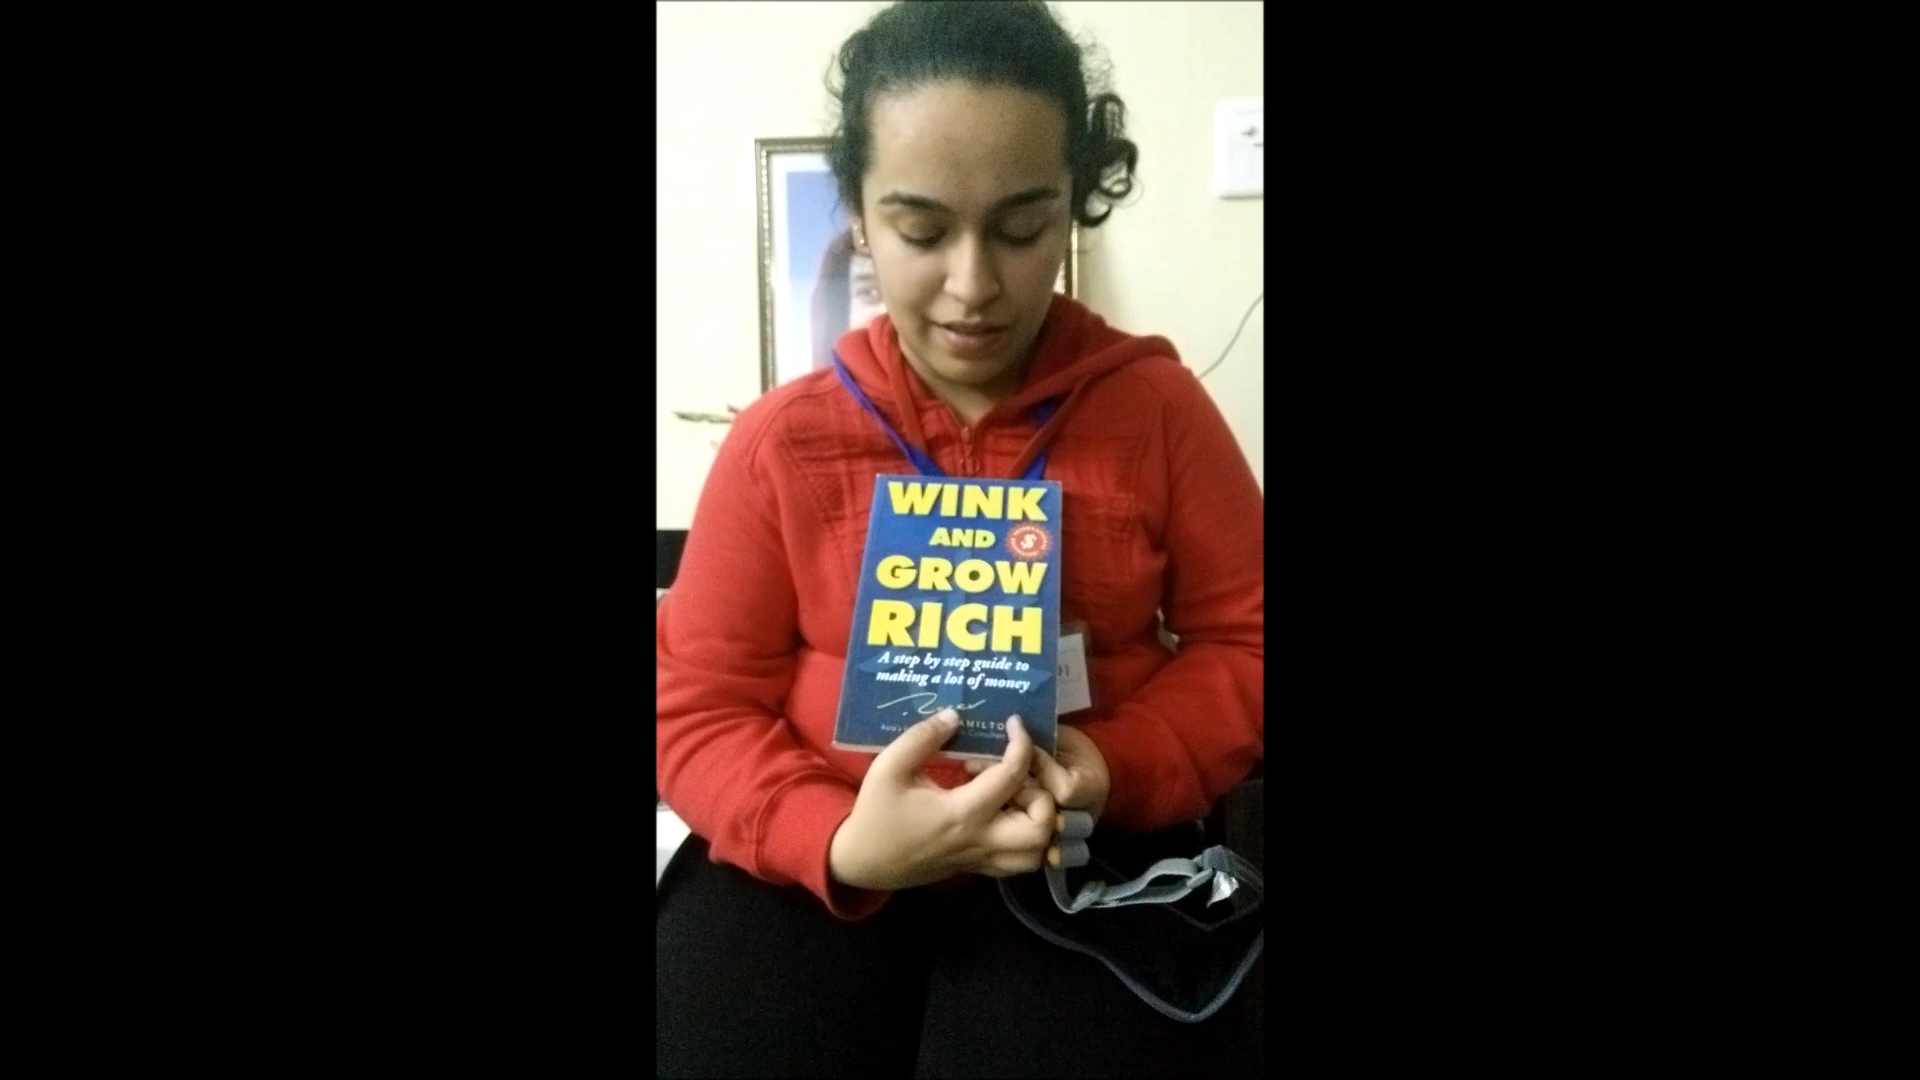 WINK
AND
GROW
RICH
A step by step guide to
making a lot of money